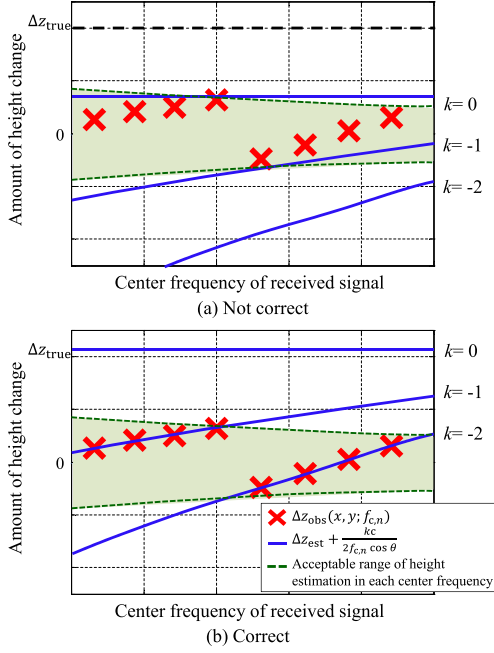 Δz_true
Amount of height change
0
k= 0
k= -1
k= -2
Center frequency of received signal
(a) Not correct
Δz_true
Amount of height change
0
k= 0
k= -1
k= -2
Δz_obs(x, y; f_c,n)
Δz_est + kc / 2f_c,n cos θ
Acceptable range of height
estimation in each center frequency
Center frequency of received signal
(b) Correct